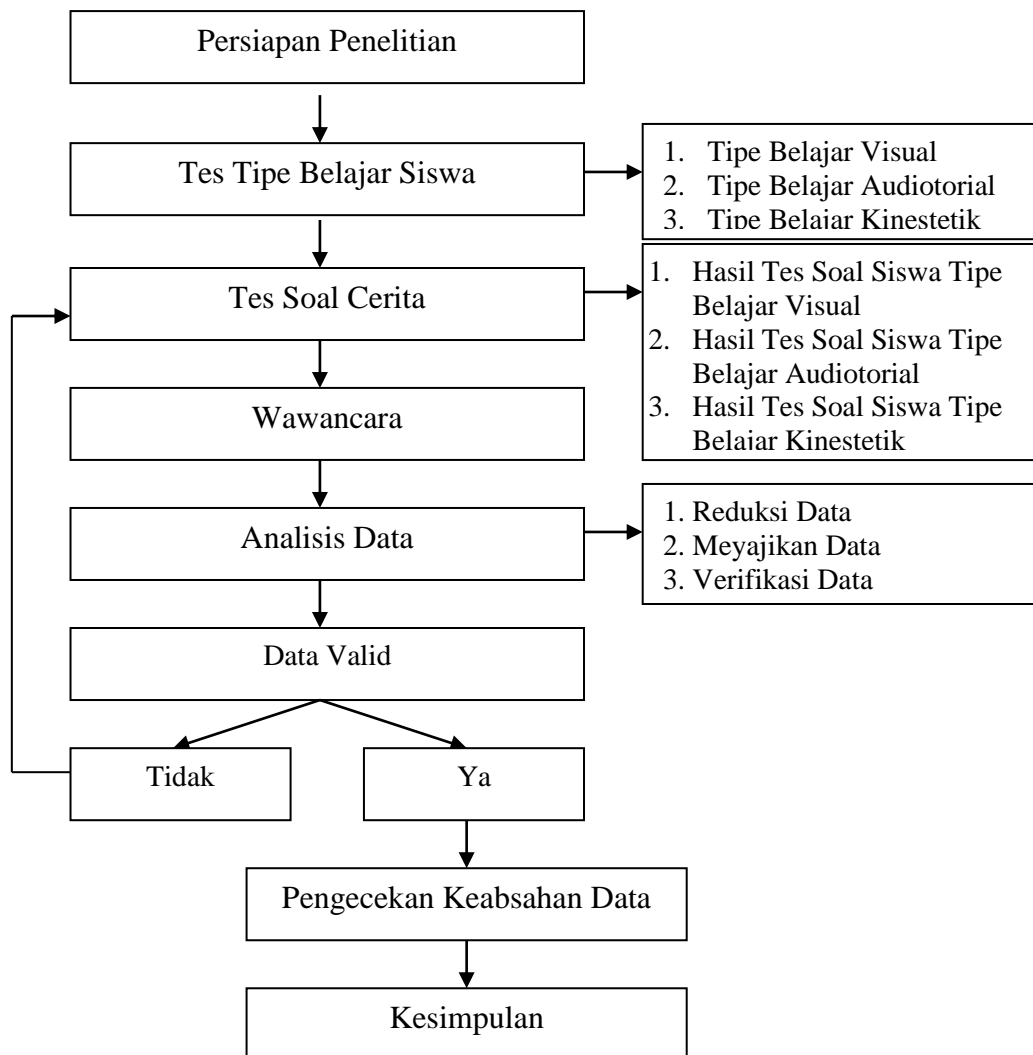 Persiapan Penelitian
Tes Tipe Belajar Siswa
1. Tipe Belajar Visual
2. Tipe Belajar Audiotorial
3. Tipe Belajar Kinestetik
Tes Soal Cerita
1. Hasil Tes Soal Siswa Tipe
Belajar Visual
2. Hasil Tes Soal Siswa Tipe
Belajar Audiotorial
3. Hasil Tes Soal Siswa Tipe
Belajar Kinestetik
Wawancara
Analisis Data
1. Reduksi Data
2. Meyajikan Data
3. Verifikasi Data
Data Valid
Tidak
Ya
Pengecekan Keabsahan Data
Kesimpulan